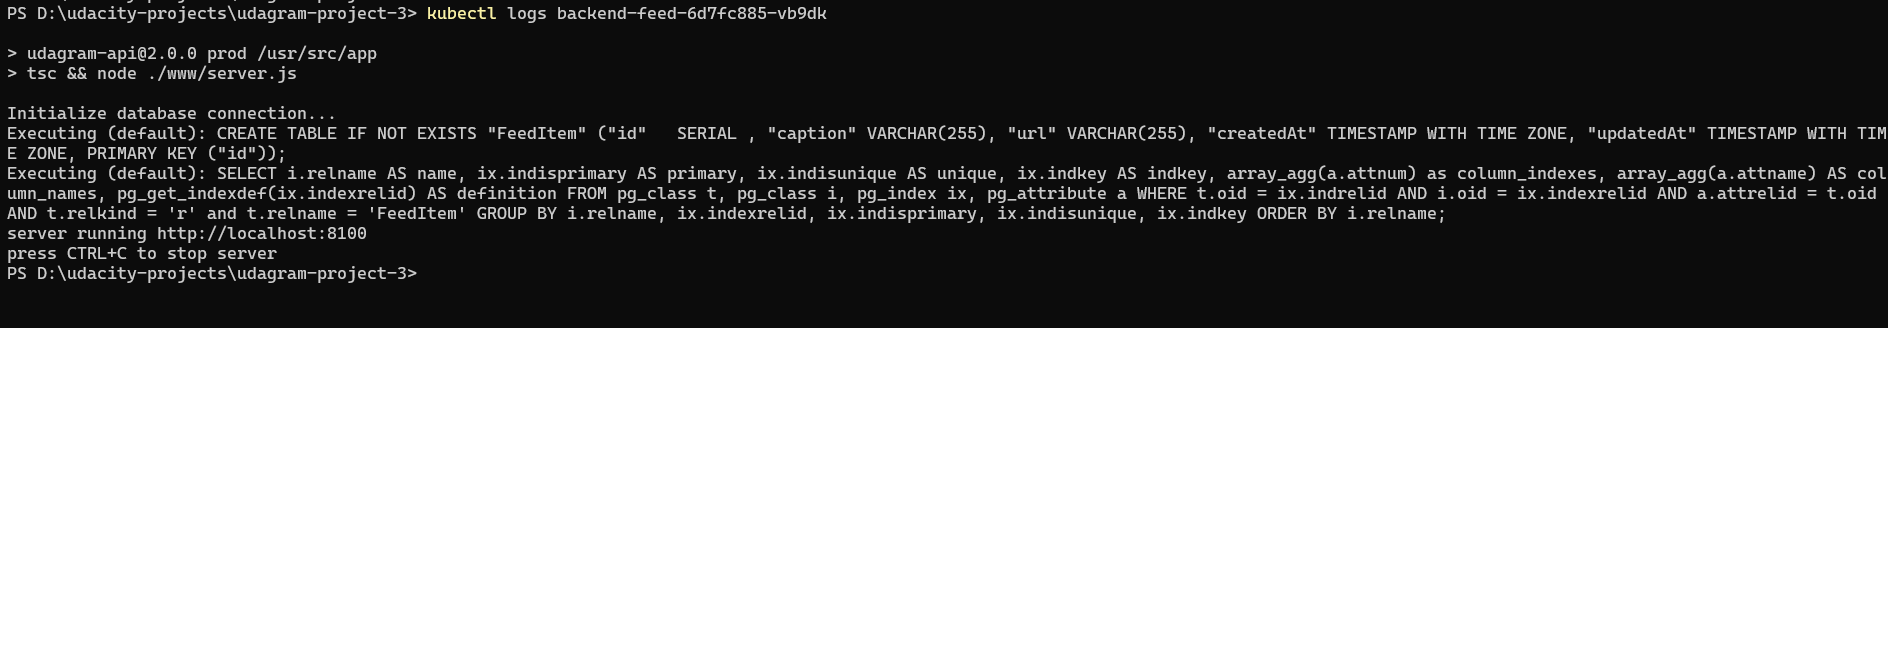 PS D:\udacity-projects\udagram-project-3> kubectl logs backend-feed-6d7fc885-vb9dk
> udagram-api@2.0.0 prod /usr/src/app
> tsc && node ./www/server.js
Initialize database connection...
Executing (default): CREATE TABLE IF NOT EXISTS "FeedItem" ("id"   SERIAL , "caption" VARCHAR(255), "url" VARCHAR(255), "createdAt" TIMESTAMP WITH TIME ZONE, "updatedAt" TIMESTAMP WITH TIM
E ZONE, PRIMARY KEY ("id"));
Executing (default): SELECT i.relname AS name, ix.indisprimary AS primary, ix.indisunique AS unique, ix.indkey AS indkey, array_agg(a.attnum) as column_indexes, array_agg(a.attname) AS col
umn_names, pg_get_indexdef(ix.indexrelid) AS definition FROM pg_class t, pg_class i, pg_index ix, pg_attribute a WHERE t.oid = ix.indrelid AND i.oid = ix.indexrelid AND a.attrelid = t.oid
AND t.relkind = 'r' and t.relname = 'FeedItem' GROUP BY i.relname, ix.indexrelid, ix.indisprimary, ix.indisunique, ix.indkey ORDER BY i.relname;
server running http://localhost:8100
press CTRL+C to stop server
PS D:\udacity-projects\udagram-project-3>